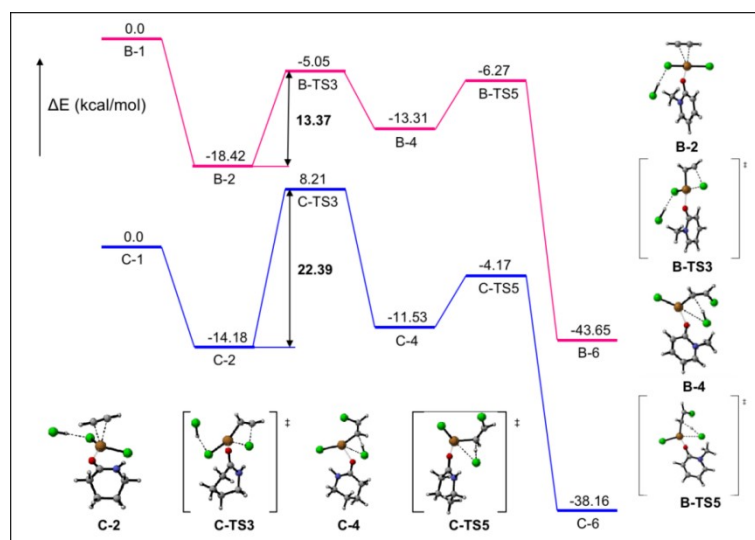 0.0
B-1
ΔE (kcal/mol)
-5.05
B-TS3
13.37
-18.42
B-2
-13.31
B-4
-6.27
B-TS5
-43.65
B-6
0.0
C-1
8.21
C-TS3
22.39
-14.18
C-2
-11.53
C-4
-4.17
C-TS5
-38.16
C-6
B-2
‡
B-TS3
B-4
‡
B-TS5
C-2
‡
C-TS3
C-4
‡
C-TS5